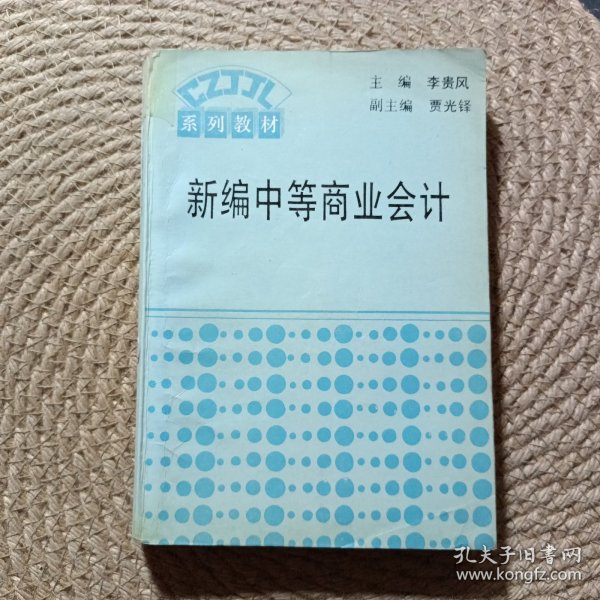 CZJJL
系列教材
主编 李贵风
副主编 贾光铎
新编中等商业会计
孔夫子旧书网
www.kongfz.com